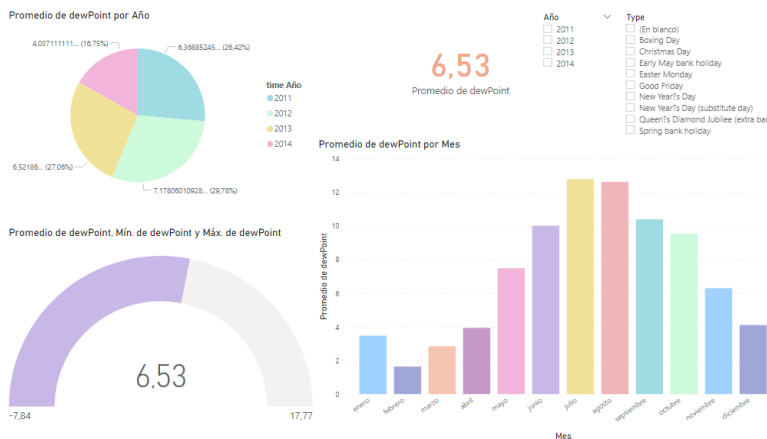 Promedio de dewPoint por Año
4.037111111... (16,75%)
6,36885245... (26,42%)
6,52186... (27,06%)
7,17806010928... (29,78%)
time Año
2011
2012
2013
2014
6,53
Promedio de dewPoint
Año
2011
2012
2013
2014
Type
(En blanco)
Boxing Day
Christmas Day
Early May bank holiday
Easter Monday
Good Friday
New Year?s Day
New Year?s Day (substitute day)
Queen?s Diamond Jubilee (extra ba
Spring bank holiday
Promedio de dewPoint, Mín. de dewPoint y Máx. de dewPoint
6,53
-7,84
17,77
Promedio de dewPoint por Mes
Promedio de dewPoint
14
12
10
8
6
4
2
0
enero
febrero
marzo
abril
mayo
junio
julio
agosto
septiembre
octubre
noviembre
diciembre
Mes